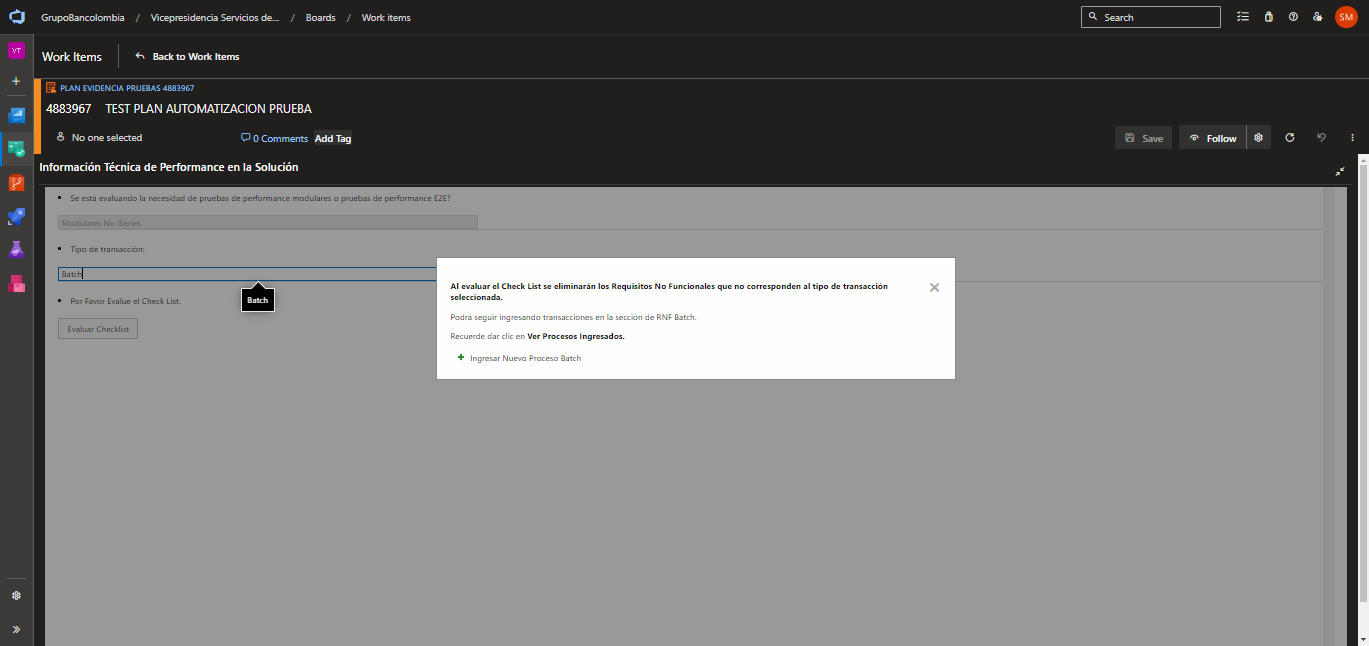 GrupoBancolombia / Vicepresidencia Servicios de... / Boards / Work items
Search
SM
VT
Work Items
Back to Work Items
PLAN EVIDENCIA PRUEBAS 4883967
4883967 TEST PLAN AUTOMATIZACION PRUEBA
No one selected
0 Comments
Add Tag
Save
Follow
Información Técnica de Performance en la Solución
• Se está evaluando la necesidad de pruebas de performance modulares o pruebas de performance E2E?
Modulares No iSeries
• Tipo de transacción:
Batch
Batch
• Por Favor Evalue el Check List.
Evaluar Checklist
Al evaluar el Check List se eliminarán los Requisitos No Funcionales que no corresponden al tipo de transacción
seleccionada.
Podrá seguir ingresando transacciones en la sección de RNF Batch.
Recuerde dar clic en Ver Procesos Ingresados.
Ingresar Nuevo Proceso Batch